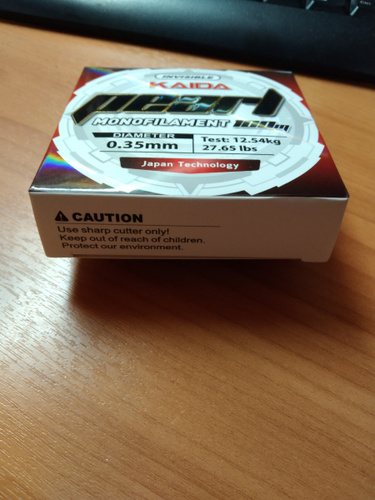 INVISIBLE
KAIDA
PEARL
MONOFILAMENT
DIAMETER
0.35mm
Test: 12.54kg
27.65 lbs
Japan Technology
CAUTION
Use sharp cutter only!
Keep out of reach of children.
Protect our environment.